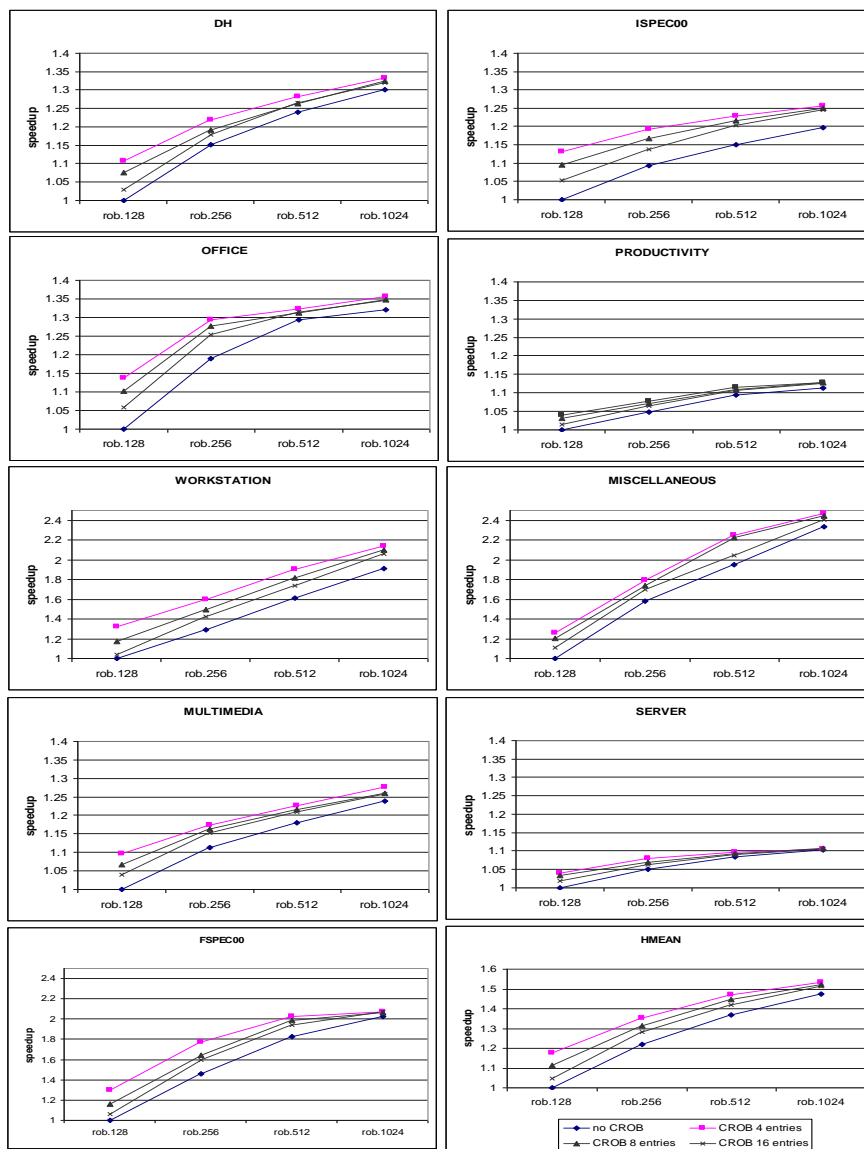 DH
1.4
1.35
1.3
1.25
1.2
1.15
1.1
1.05
1
speedup
rob.128 rob.256 rob.512 rob.1024
ISPEC00
1.4
1.35
1.3
1.25
1.2
1.15
1.1
1.05
1
speedup
rob.128 rob.256 rob.512 rob.1024
OFFICE
1.4
1.35
1.3
1.25
1.2
1.15
1.1
1.05
1
speedup
rob.128 rob.256 rob.512 rob.1024
PRODUCTIVITY
1.4
1.35
1.3
1.25
1.2
1.15
1.1
1.05
1
speedup
rob.128 rob.256 rob.512 rob.1024
WORKSTATION
2.4
2.2
2
1.8
1.6
1.4
1.2
1
speedup
rob.128 rob.256 rob.512 rob.1024
MISCELLANEOUS
2.4
2.2
2
1.8
1.6
1.4
1.2
1
speedup
rob.128 rob.256 rob.512 rob.1024
MULTIMEDIA
1.4
1.35
1.3
1.25
1.2
1.15
1.1
1.05
1
speedup
rob.128 rob.256 rob.512 rob.1024
SERVER
1.4
1.35
1.3
1.25
1.2
1.15
1.1
1.05
1
speedup
rob.128 rob.256 rob.512 rob.1024
FSPEC00
2.4
2.2
2
1.8
1.6
1.4
1.2
1
speedup
rob.128 rob.256 rob.512 rob.1024
HMEAN
1.6
1.5
1.4
1.3
1.2
1.1
1
speedup
rob.128 rob.256 rob.512 rob.1024
no CROB CROB 4 entries
CROB 8 entries CROB 16 entries